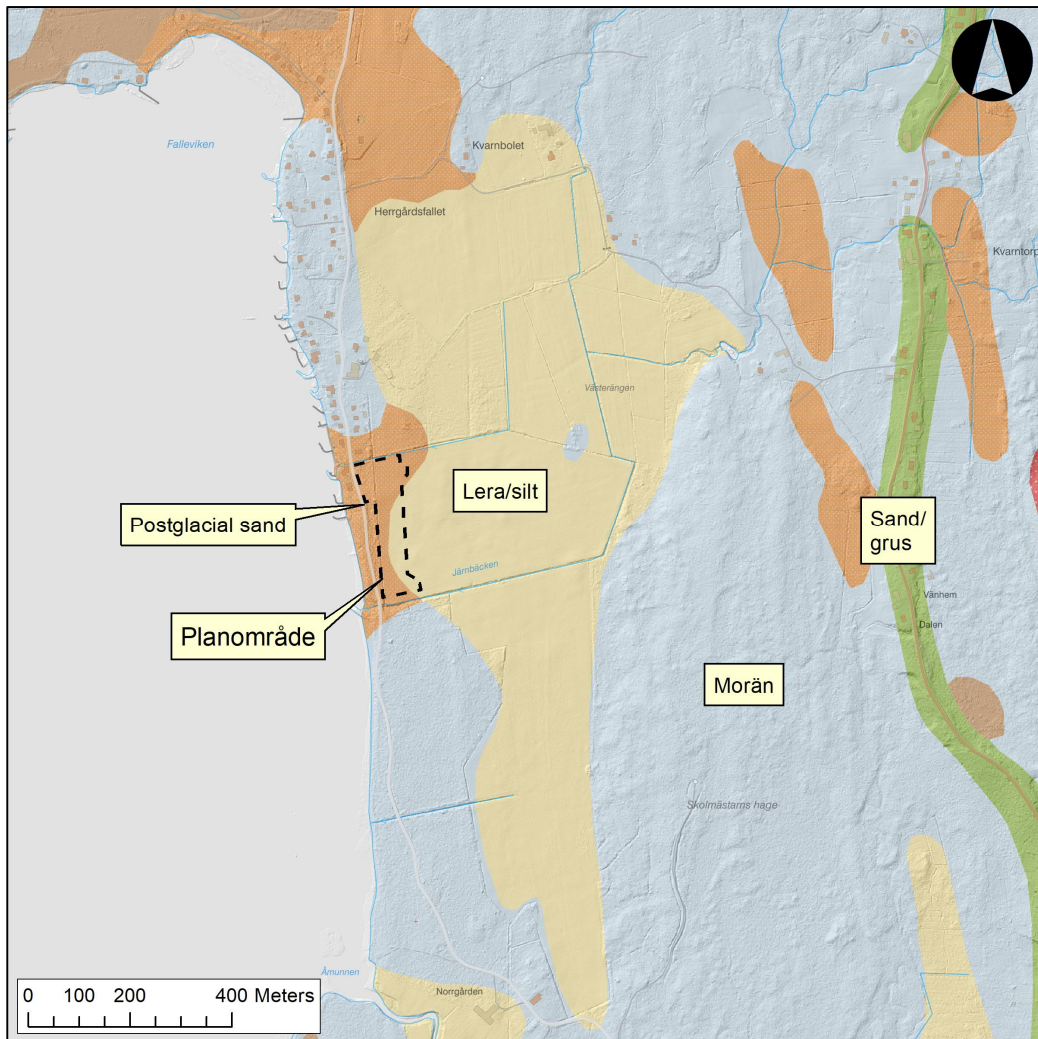 Falleviken
Kvarnbolet
Herrgårdsfallet
Kvarntorp
Västerängen
Lera/silt
Postglacial sand
Sand/
grus
Järnbäcken
Vänhem
Planområde
Dalen
Morän
Skolmästarns hage
Åmunnen
Norrgården
0 100 200 400 Meters